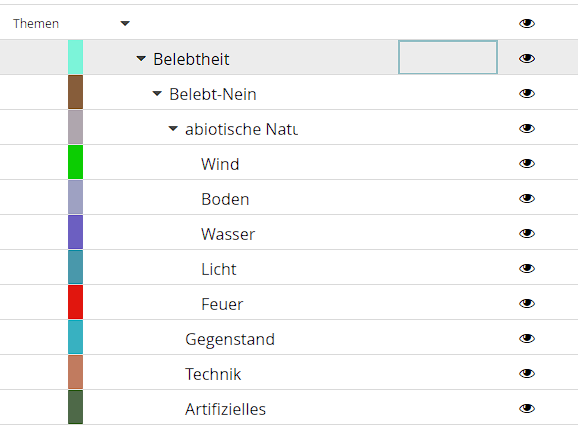 Themen
Belebtheit
Belebt-Nein
abiotische Natu
Wind
Boden
Wasser
Licht
Feuer
Gegenstand
Technik
Artifizielles